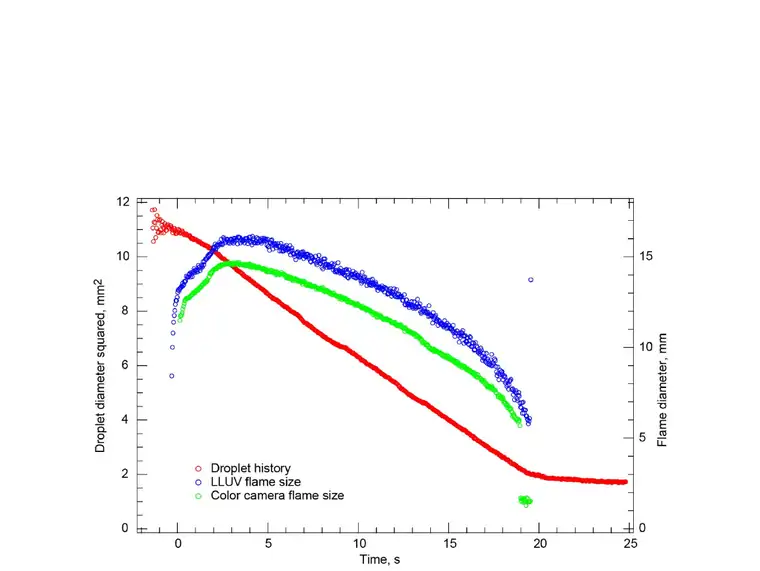 12
10
8
6
4
2
0
15
10
5
0
0 5 10 15 20 25
Droplet diameter squared, mm2
Flame diameter, mm
Time, s
Droplet history
LLUV flame size
Color camera flame size